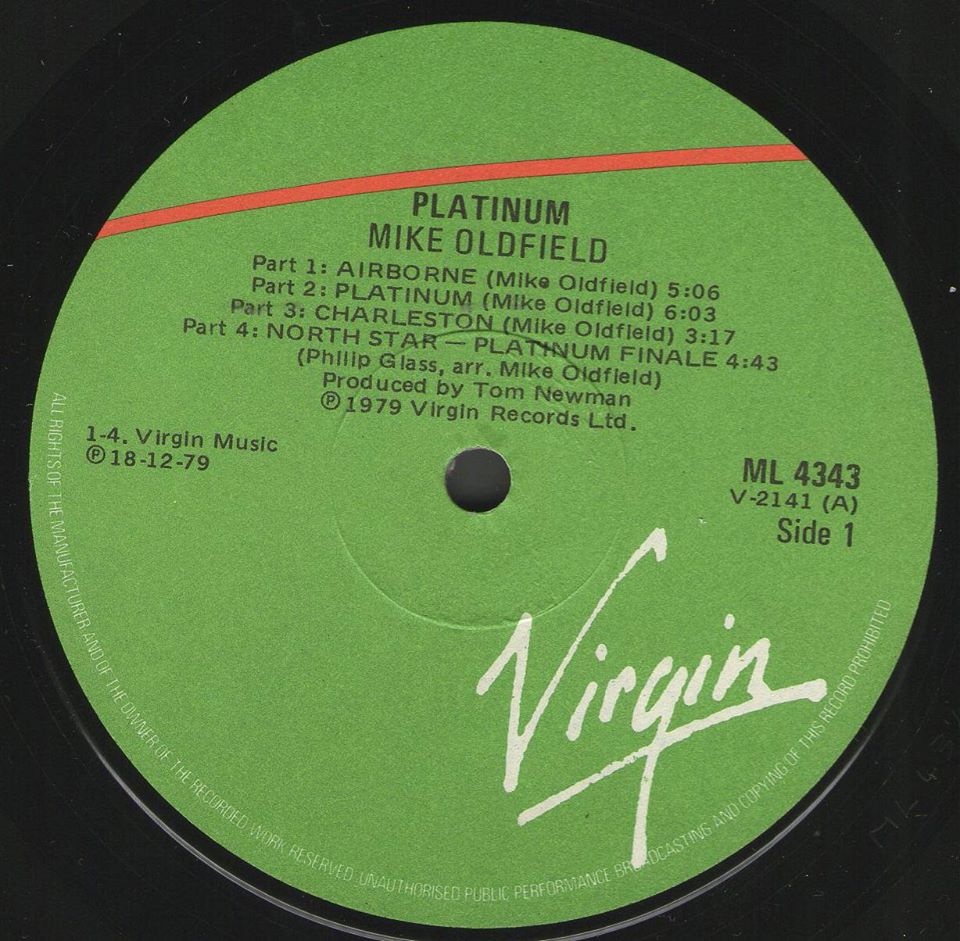 PLATINUM
MIKE OLDFIELD
Part 1: AIRBORNE (Mike Oldfield) 5:06
Part 2: PLATINUM (Mike Oldfield) 6:03
Part 3: CHARLESTON (Mike Oldfield) 3:17
Part 4: NORTH STAR — PLATINUM FINALE 4:43
(Philip Glass, arr. Mike Oldfield)
Produced by Tom Newman
℗ 1979 Virgin Records Ltd.
1-4. Virgin Music
℗ 18-12-79
ML 4343
V-2141 (A)
Side 1
Virgin
ALL RIGHTS OF THE MANUFACTURER AND OF THE OWNER OF THE RECORDED WORK RESERVED. UNAUTHORISED PUBLIC PERFORMANCE BROADCASTING AND COPYING OF THIS RECORD PROHIBITED